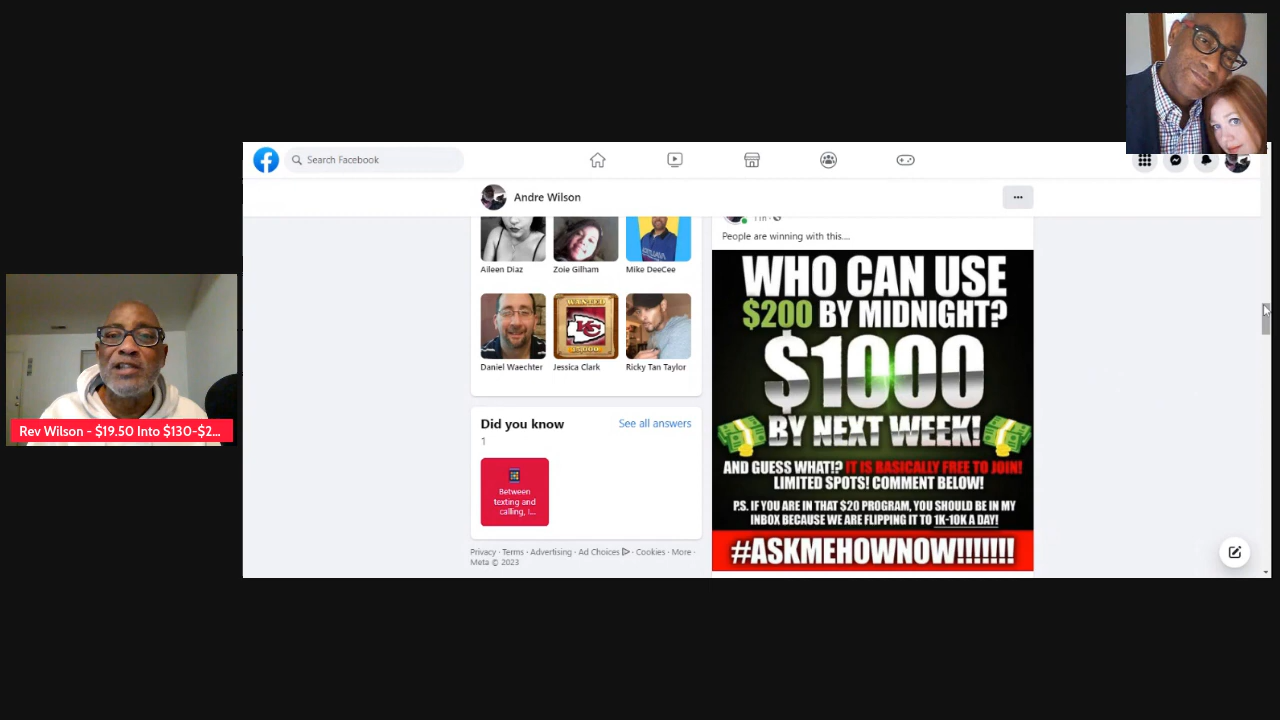 Search Facebook
Andre Wilson
Aileen Diaz
Zoie Gilham
Mike DeeCee
WANTED
KC
Daniel Waechter
Jessica Clark
Ricky Tan Taylor
Did you know
See all answers
1
Between
texting and
calling, I...
Privacy · Terms · Advertising · Ad Choices · Cookies · More ·
Meta © 2023
11h ·
People are winning with this....
WHO CAN USE
$200 BY MIDNIGHT?
$1000
BY NEXT WEEK!
AND GUESS WHAT!? IT IS BASICALLY FREE TO JOIN!
LIMITED SPOTS! COMMENT BELOW!
P.S. IF YOU ARE IN THAT $20 PROGRAM, YOU SHOULD BE IN MY
INBOX BECAUSE WE ARE FLIPPING IT TO 1K-10K A DAY!
#ASKMEHOWNOW!!!!!!!
Rev Wilson - $19.50 Into $130-$2...